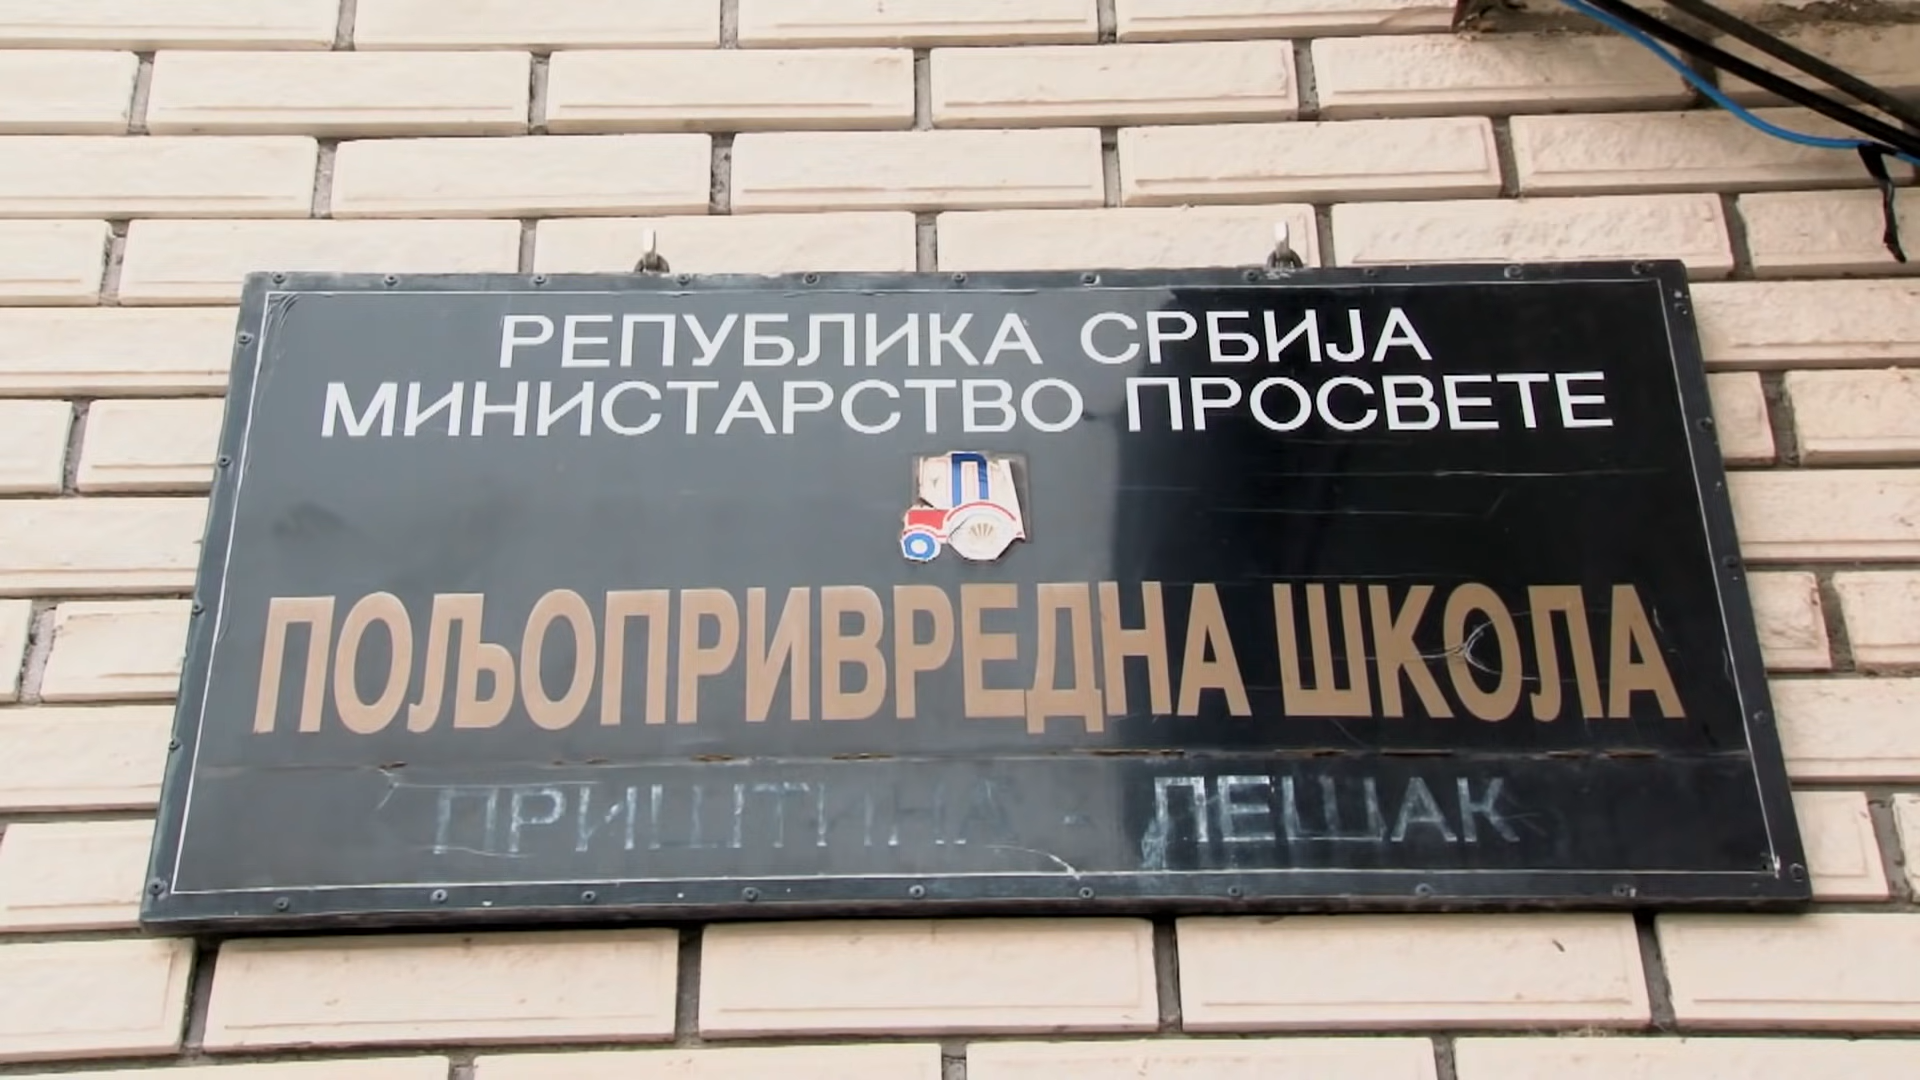 РЕПУБЛИКА СРБИЈА
МИНИСТАРСТВО ПРОСВЕТЕ
П
ПОЉОПРИВРЕДНА ШКОЛА
ПРИШТИНА - ЛЕШАК